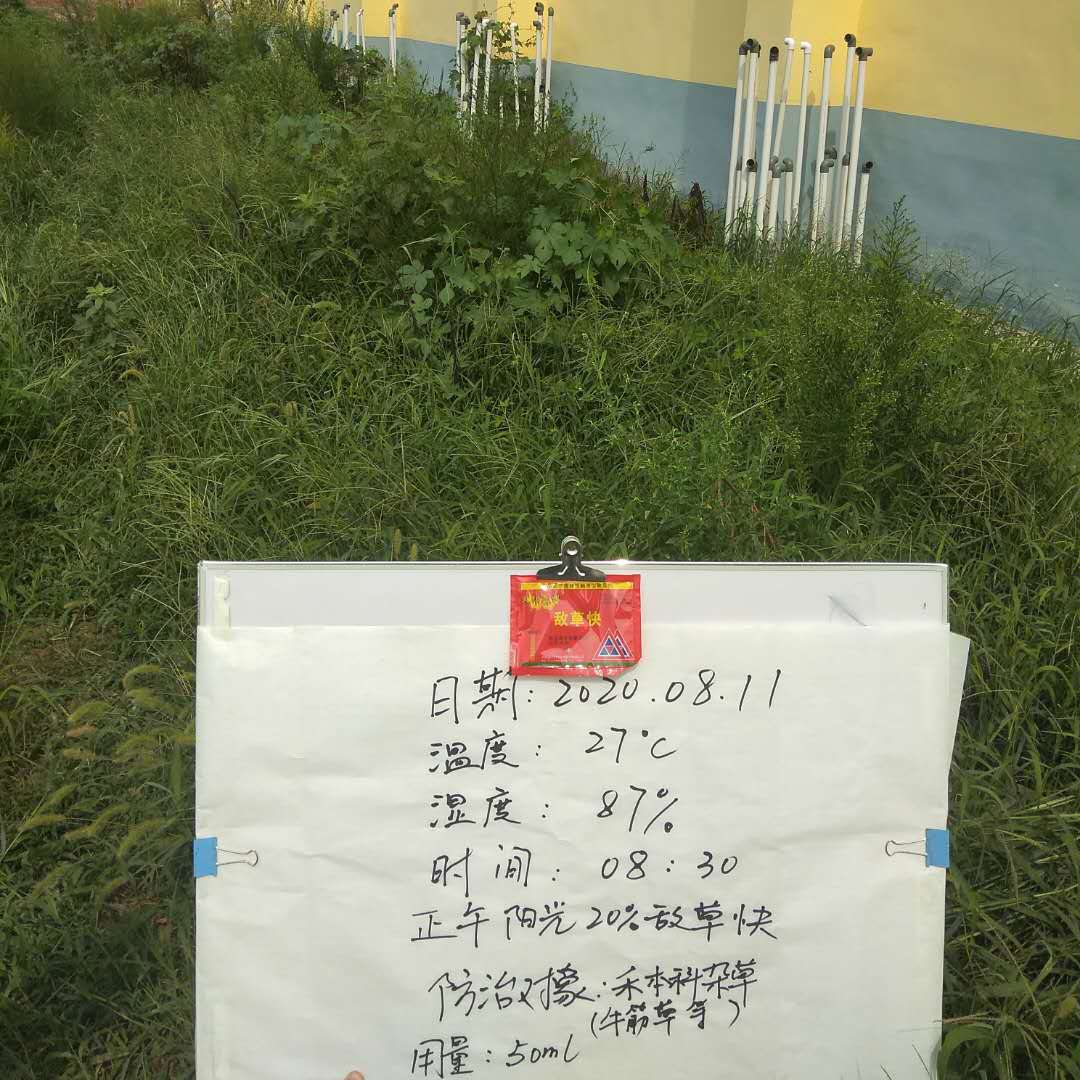 敌草快
日期: 2020.08.11
温度: 27℃
湿度: 87%
时间: 08:30
正午阳光20%敌草快
防治对橡: 禾本科杂草
(牛筋草等)
用量: 50ml